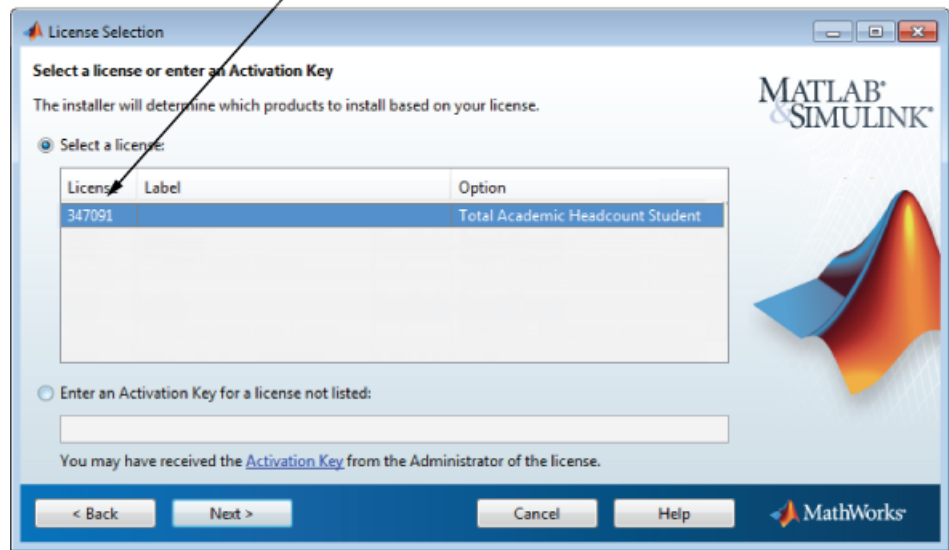 License Selection
Select a license or enter an Activation Key
The installer will determine which products to install based on your license.
MATLAB®
&SIMULINK®
Select a license:
License Label Option
347091 Total Academic Headcount Student
Enter an Activation Key for a license not listed:
You may have received the Activation Key from the Administrator of the license.
< Back Next > Cancel Help MathWorks®